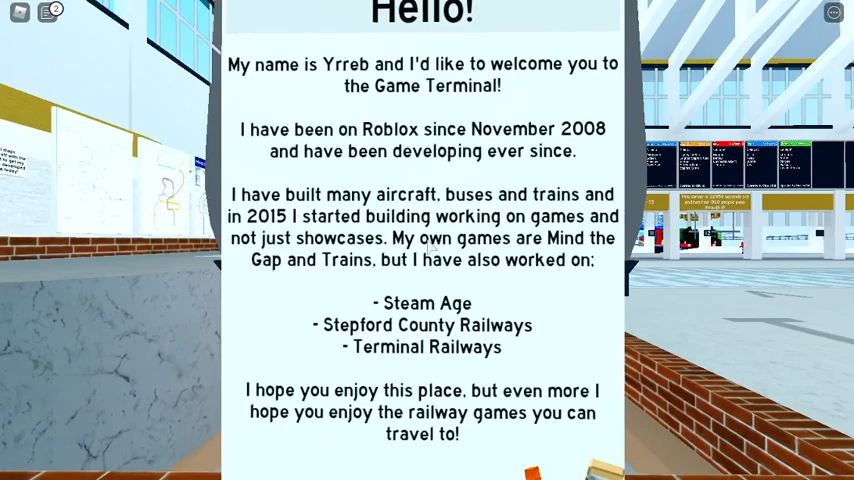 2
Hello!
My name is Yrreb and I'd like to welcome you to
the Game Terminal!
I have been on Roblox since November 2008
and have been developing ever since.
I have built many aircraft, buses and trains and
in 2015 I started building working on games and
not just showcases. My own games are Mind the
Gap and Trains, but I have also worked on;
- Steam Age
- Stepford County Railways
- Terminal Railways
I hope you enjoy this place, but even more I
hope you enjoy the railway games you can
travel to!